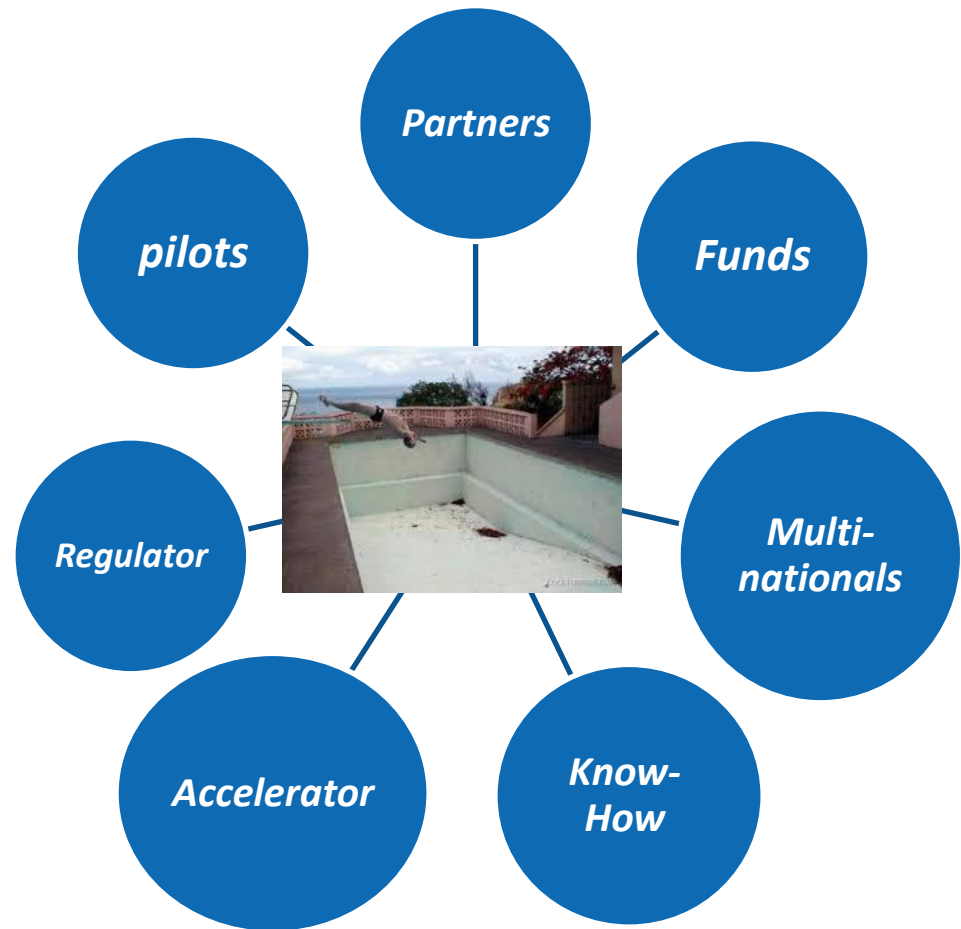 Partners
pilots
Funds
Regulator
Multi-
nationals
Accelerator
Know-
How